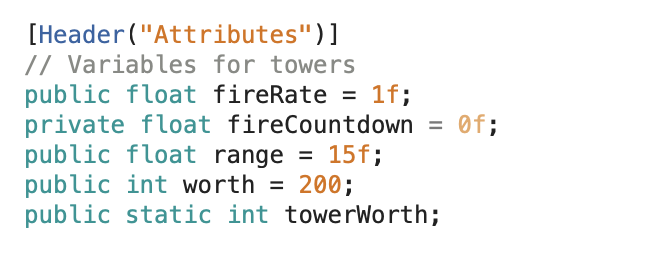 [Header("Attributes")]
// Variables for towers
public float fireRate = 1f;
private float fireCountdown = 0f;
public float range = 15f;
public int worth = 200;
public static int towerWorth;